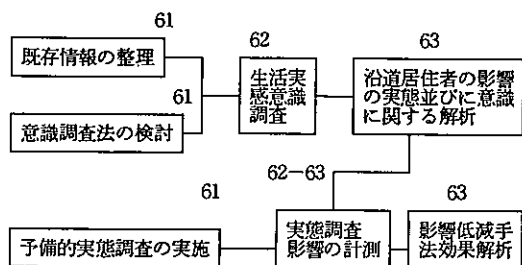 61
既存情報の整理
61
意識調査法の検討
62
生活実
感意識
調査
63
沿道居住者の影響
の実態並びに意識
に関する解析
61
予備的実態調査の実施
62−63
実態調査
影響の計測
63
影響低減手
法効果解析